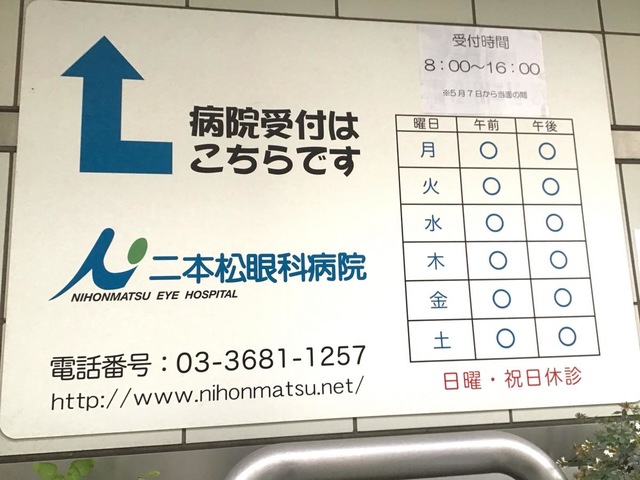 受付時間
8:00〜16:00
※5月7日から当面の間
病院受付は
こちらです
曜日 午前 午後
月 ○ ○
火 ○ ○
水 ○ ○
木 ○ ○
金 ○ ○
土 ○ ○
日曜・祝日休診
二本松眼科病院
NIHONMATSU EYE HOSPITAL
電話番号:03-3681-1257
http://www.nihonmatsu.net/